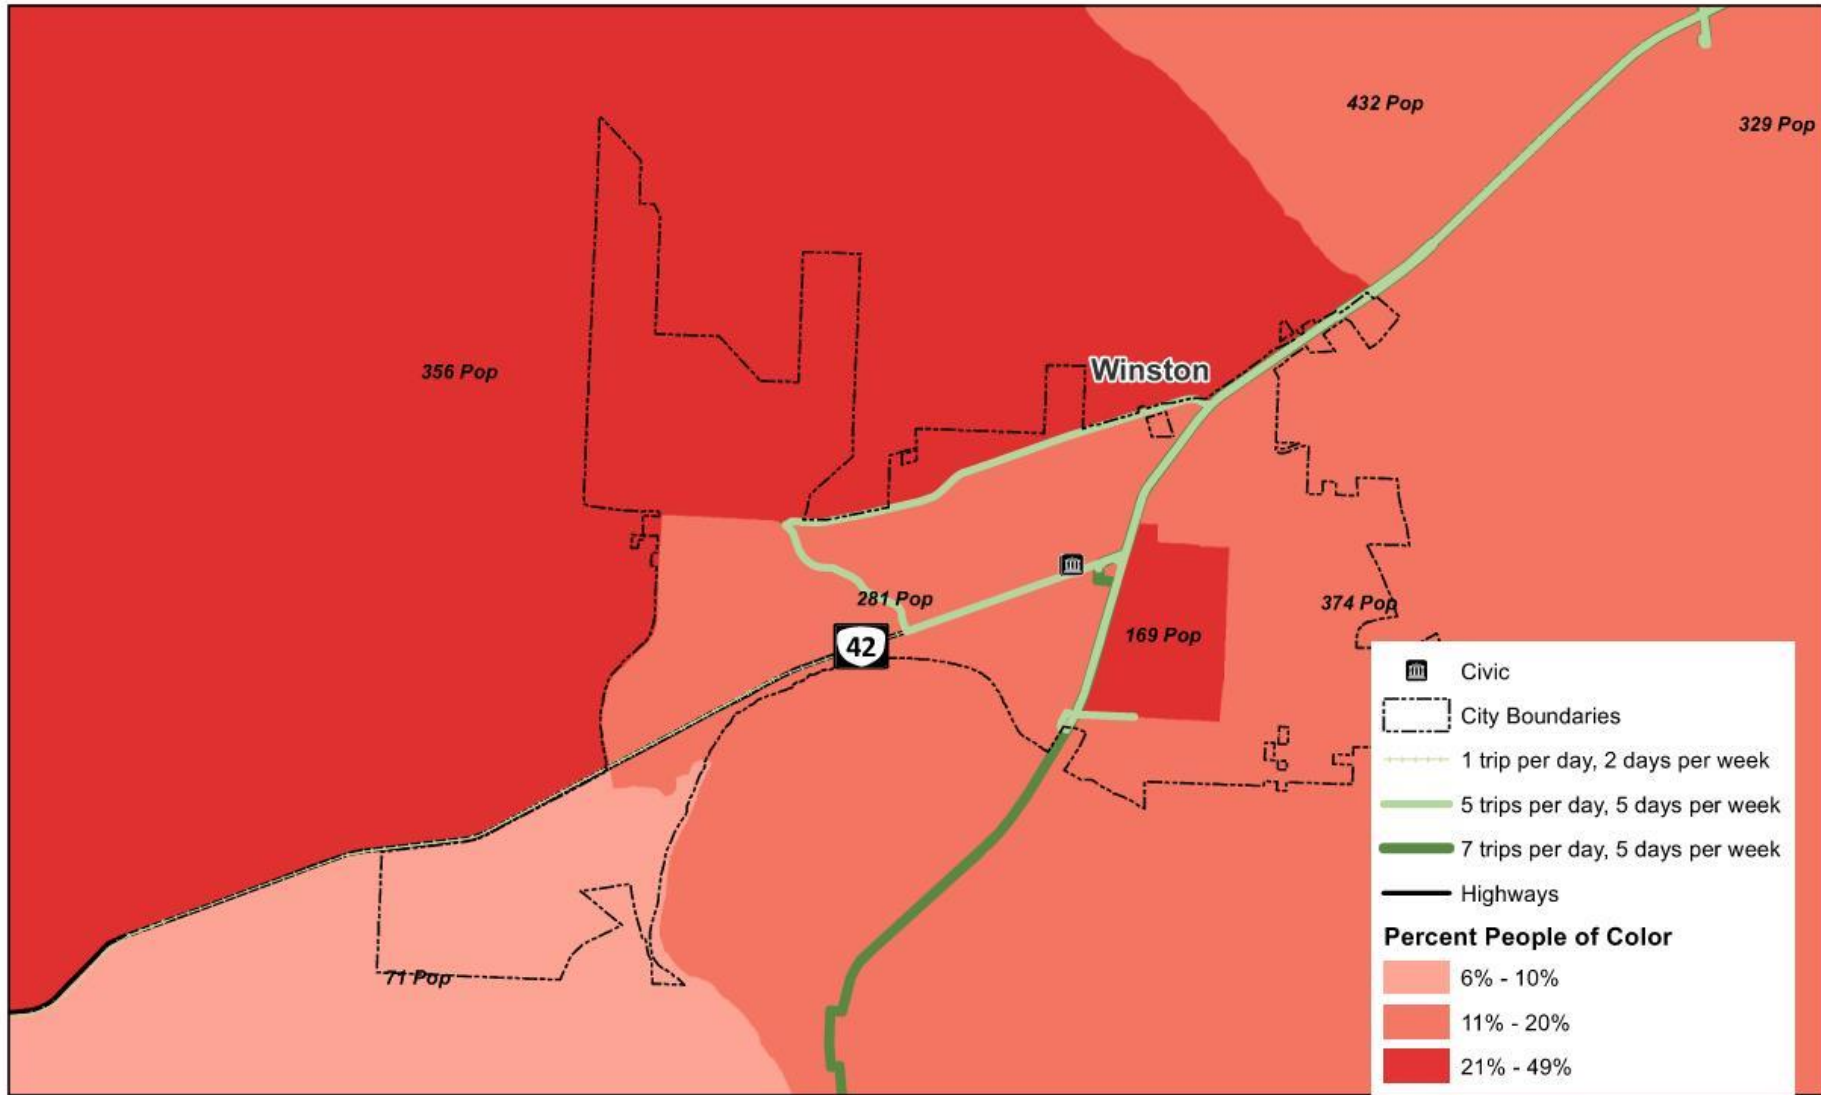 432 Pop
329 Pop
356 Pop
Winston
281 Pop
374 Pop
169 Pop
42
71 Pop
Civic
City Boundaries
1 trip per day, 2 days per week
5 trips per day, 5 days per week
7 trips per day, 5 days per week
Highways
Percent People of Color
6% - 10%
11% - 20%
21% - 49%